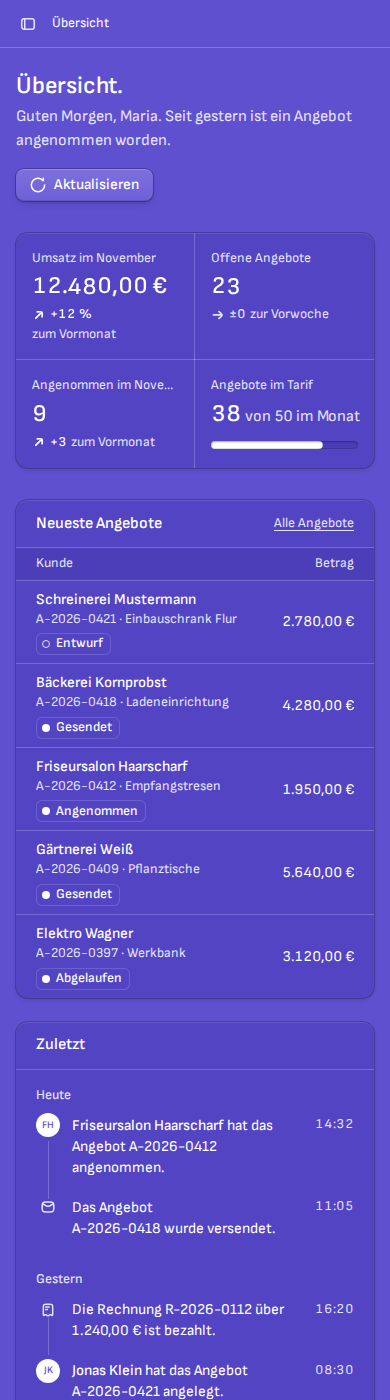 Übersicht
Übersicht.
Guten Morgen, Maria. Seit gestern ist ein Angebot
angenommen worden.
Aktualisieren
Umsatz im November
12.480,00 €
+12 %
zum Vormonat
Offene Angebote
23
±0 zur Vorwoche
Angenommen im Nove...
9
+3 zum Vormonat
Angebote im Tarif
38 von 50 im Monat
Neueste Angebote
Alle Angebote
Kunde
Betrag
Schreinerei Mustermann
A-2026-0421 · Einbauschrank Flur
Entwurf
2.780,00 €
Bäckerei Kornprobst
A-2026-0418 · Ladeneinrichtung
Gesendet
4.280,00 €
Friseursalon Haarscharf
A-2026-0412 · Empfangstresen
Angenommen
1.950,00 €
Gärtnerei Weiß
A-2026-0409 · Pflanztische
Gesendet
5.640,00 €
Elektro Wagner
A-2026-0397 · Werkbank
Abgelaufen
3.120,00 €
Zuletzt
Heute
FH
Friseursalon Haarscharf hat das
Angebot A-2026-0412
angenommen.
14:32
Das Angebot
A-2026-0418 wurde versendet.
11:05
Gestern
Die Rechnung R-2026-0112 über
1.240,00 € ist bezahlt.
16:20
JK
Jonas Klein hat das Angebot
A-2026-0421 angelegt.
08:30